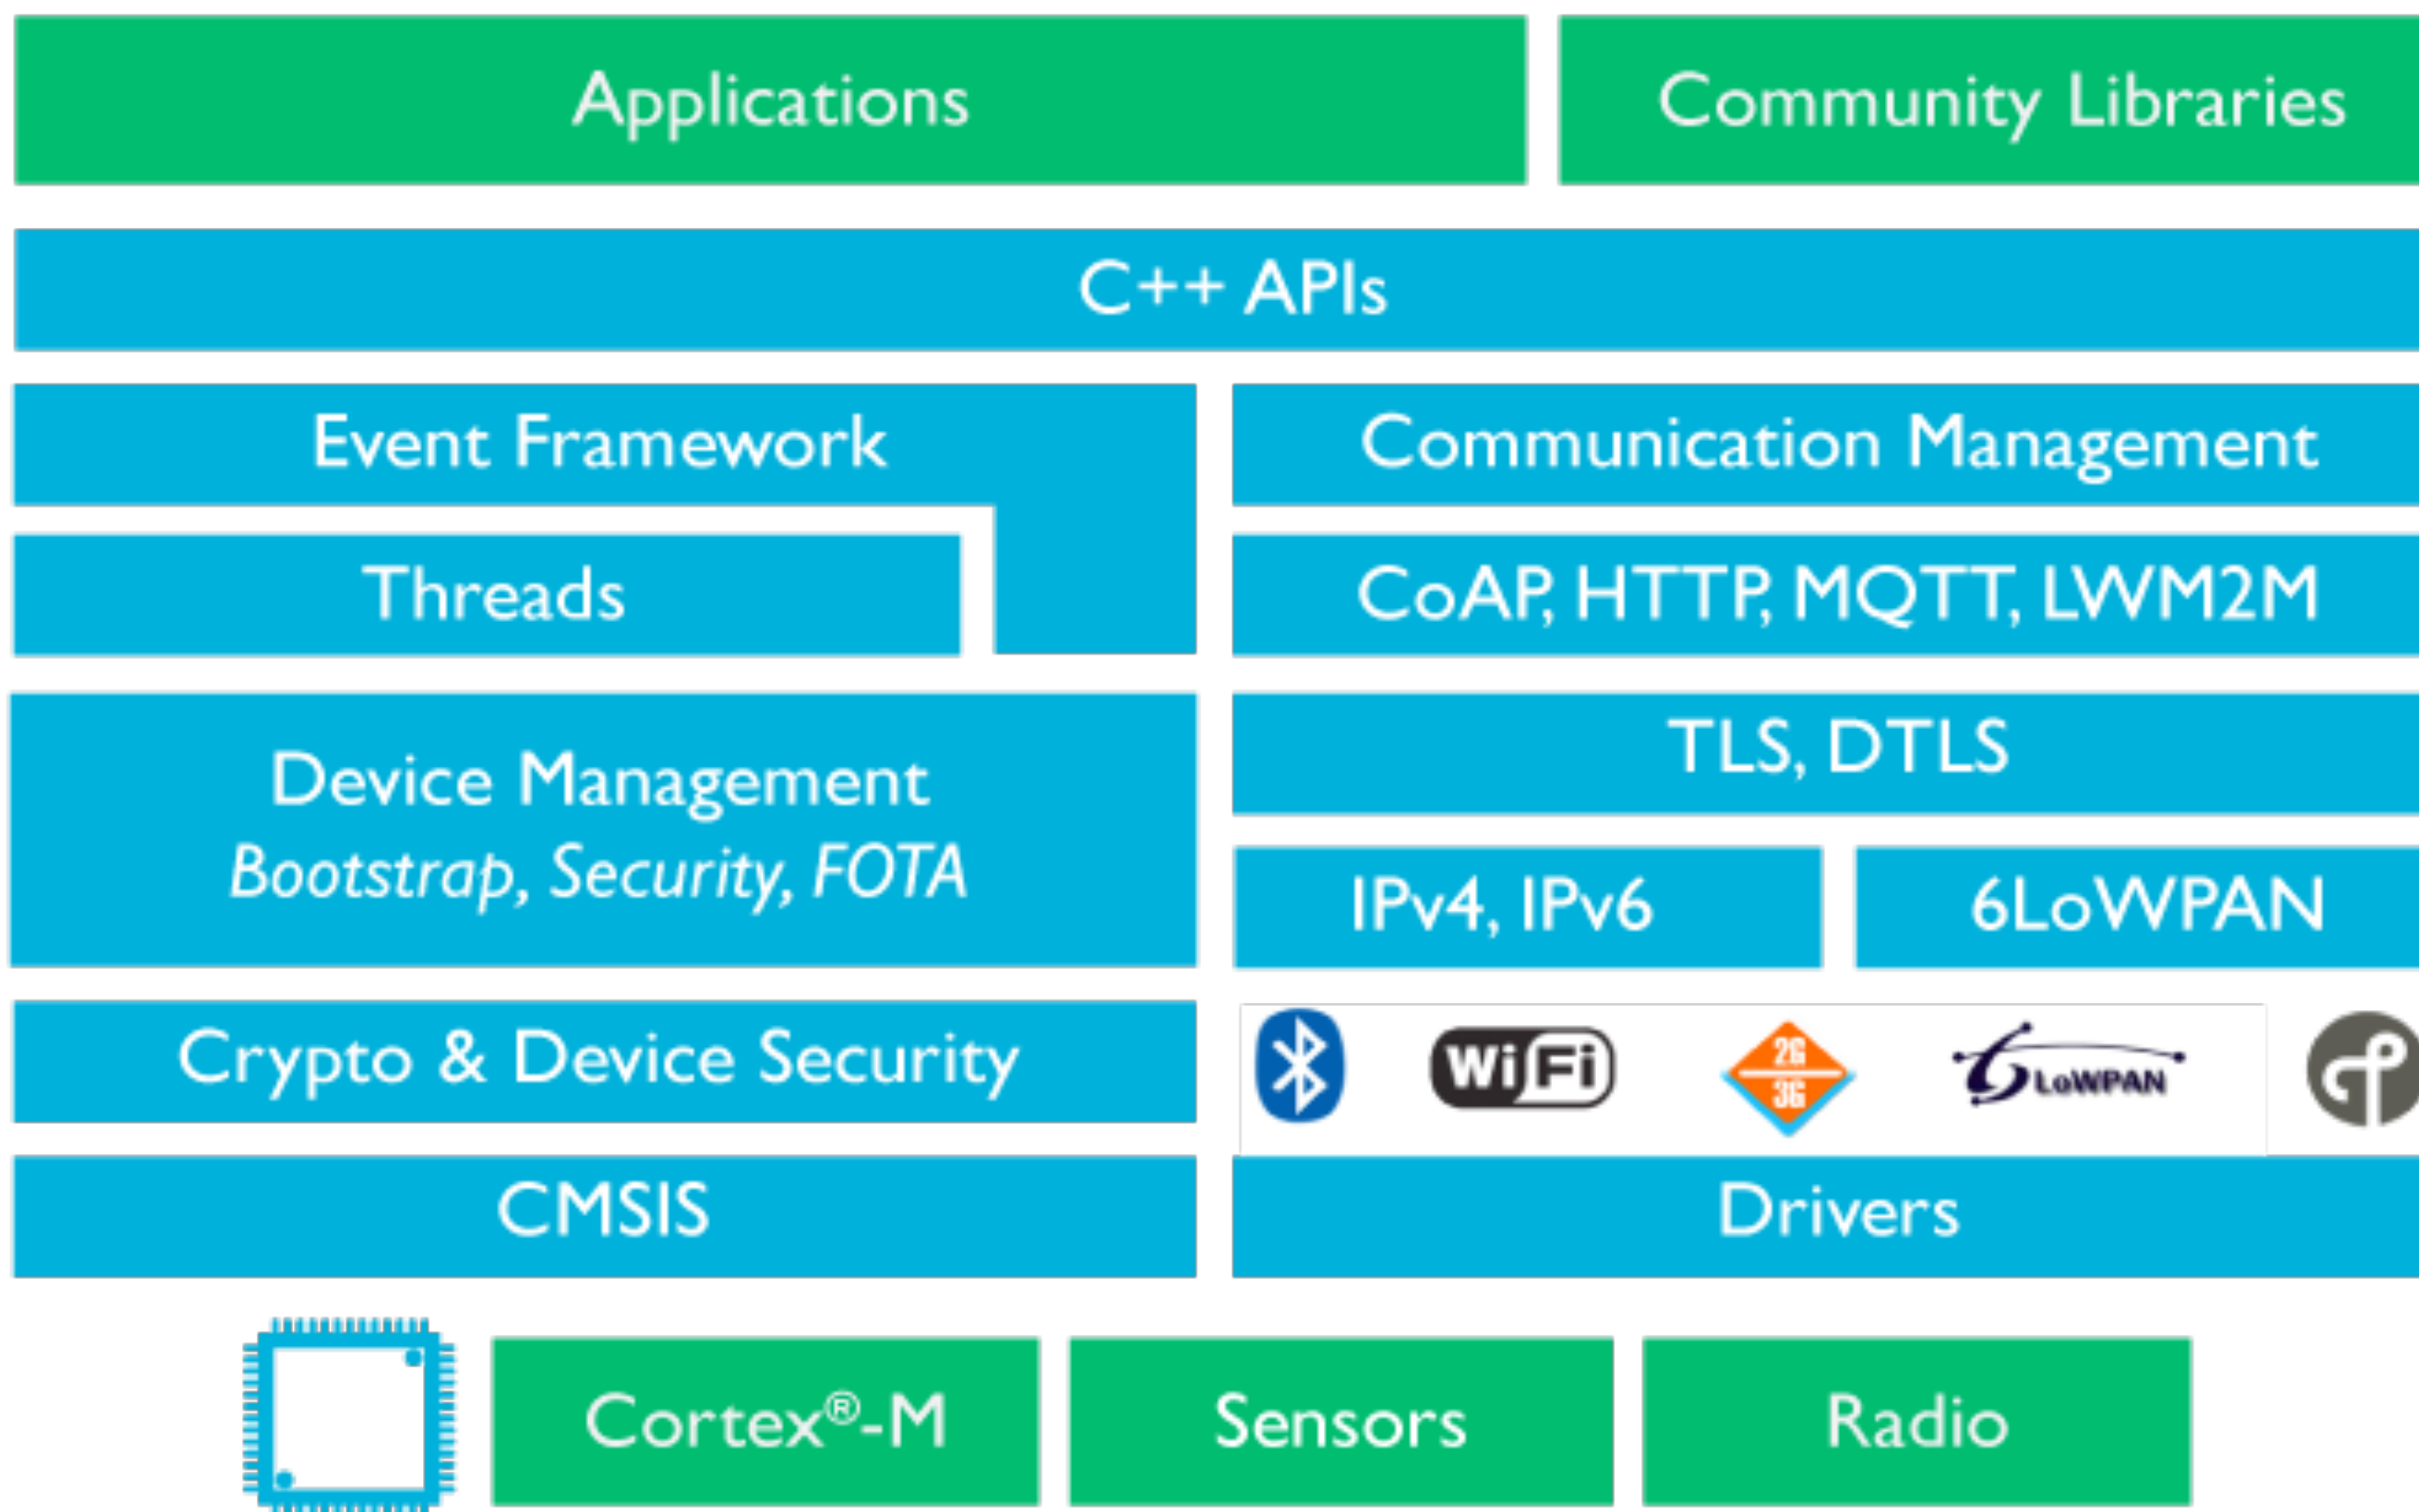 Applications
Community Libraries
C++ APIs
Event Framework
Communication Management
Threads
CoAP, HTTP, MQTT, LWM2M
Device Management
Bootstrap, Security, FOTA
TLS, DTLS
IPv4, IPv6
6LoWPAN
Crypto & Device Security
WiFi
2G
3G
6LoWPAN
CMSIS
Drivers
Cortex®-M
Sensors
Radio